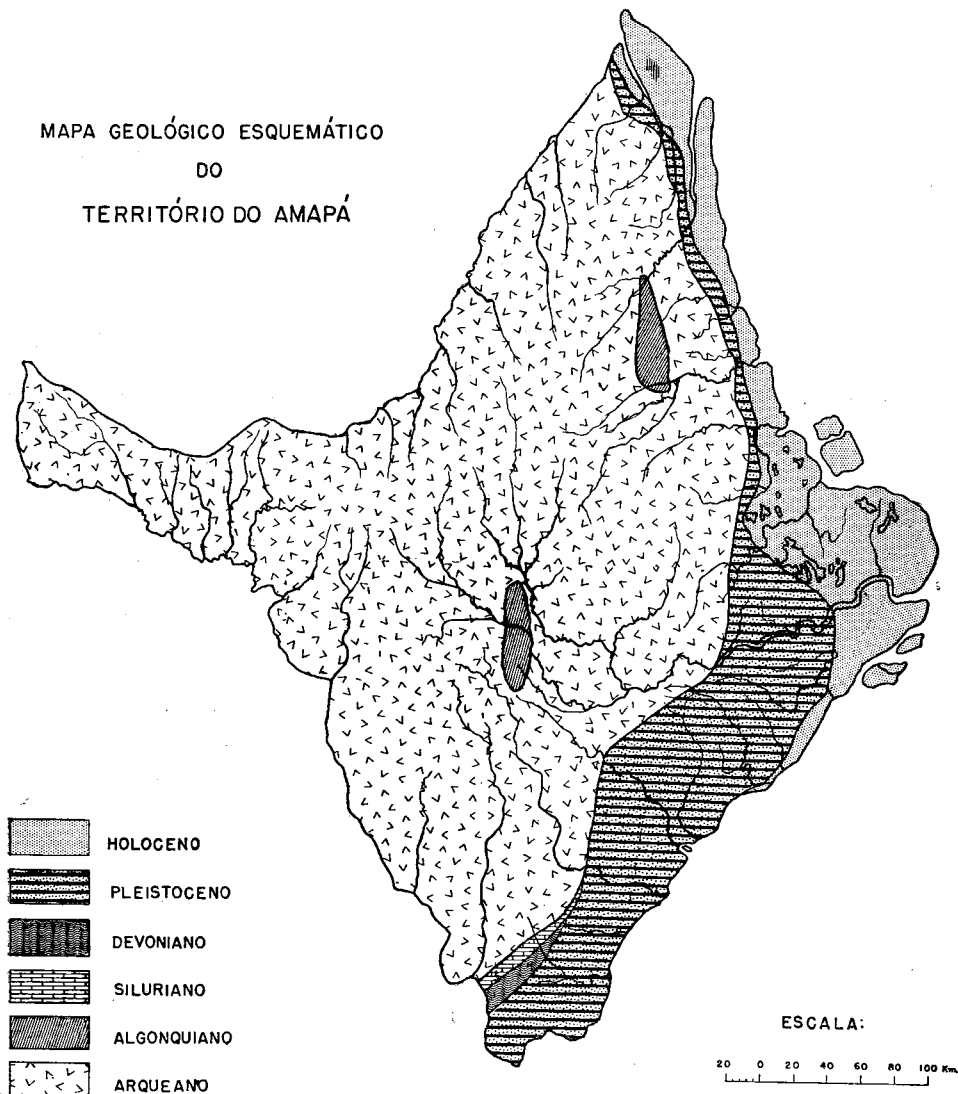 MAPA GEOLÓGICO ESQUEMÁTICO
DO
TERRITÓRIO DO AMAPÁ
HOLOCENO
PLEISTOCENO
DEVONIANO
SILURIANO
ALGONQUIANO
ARQUEANO
ESCALA:
20 0 20 40 60 80 100 Km.